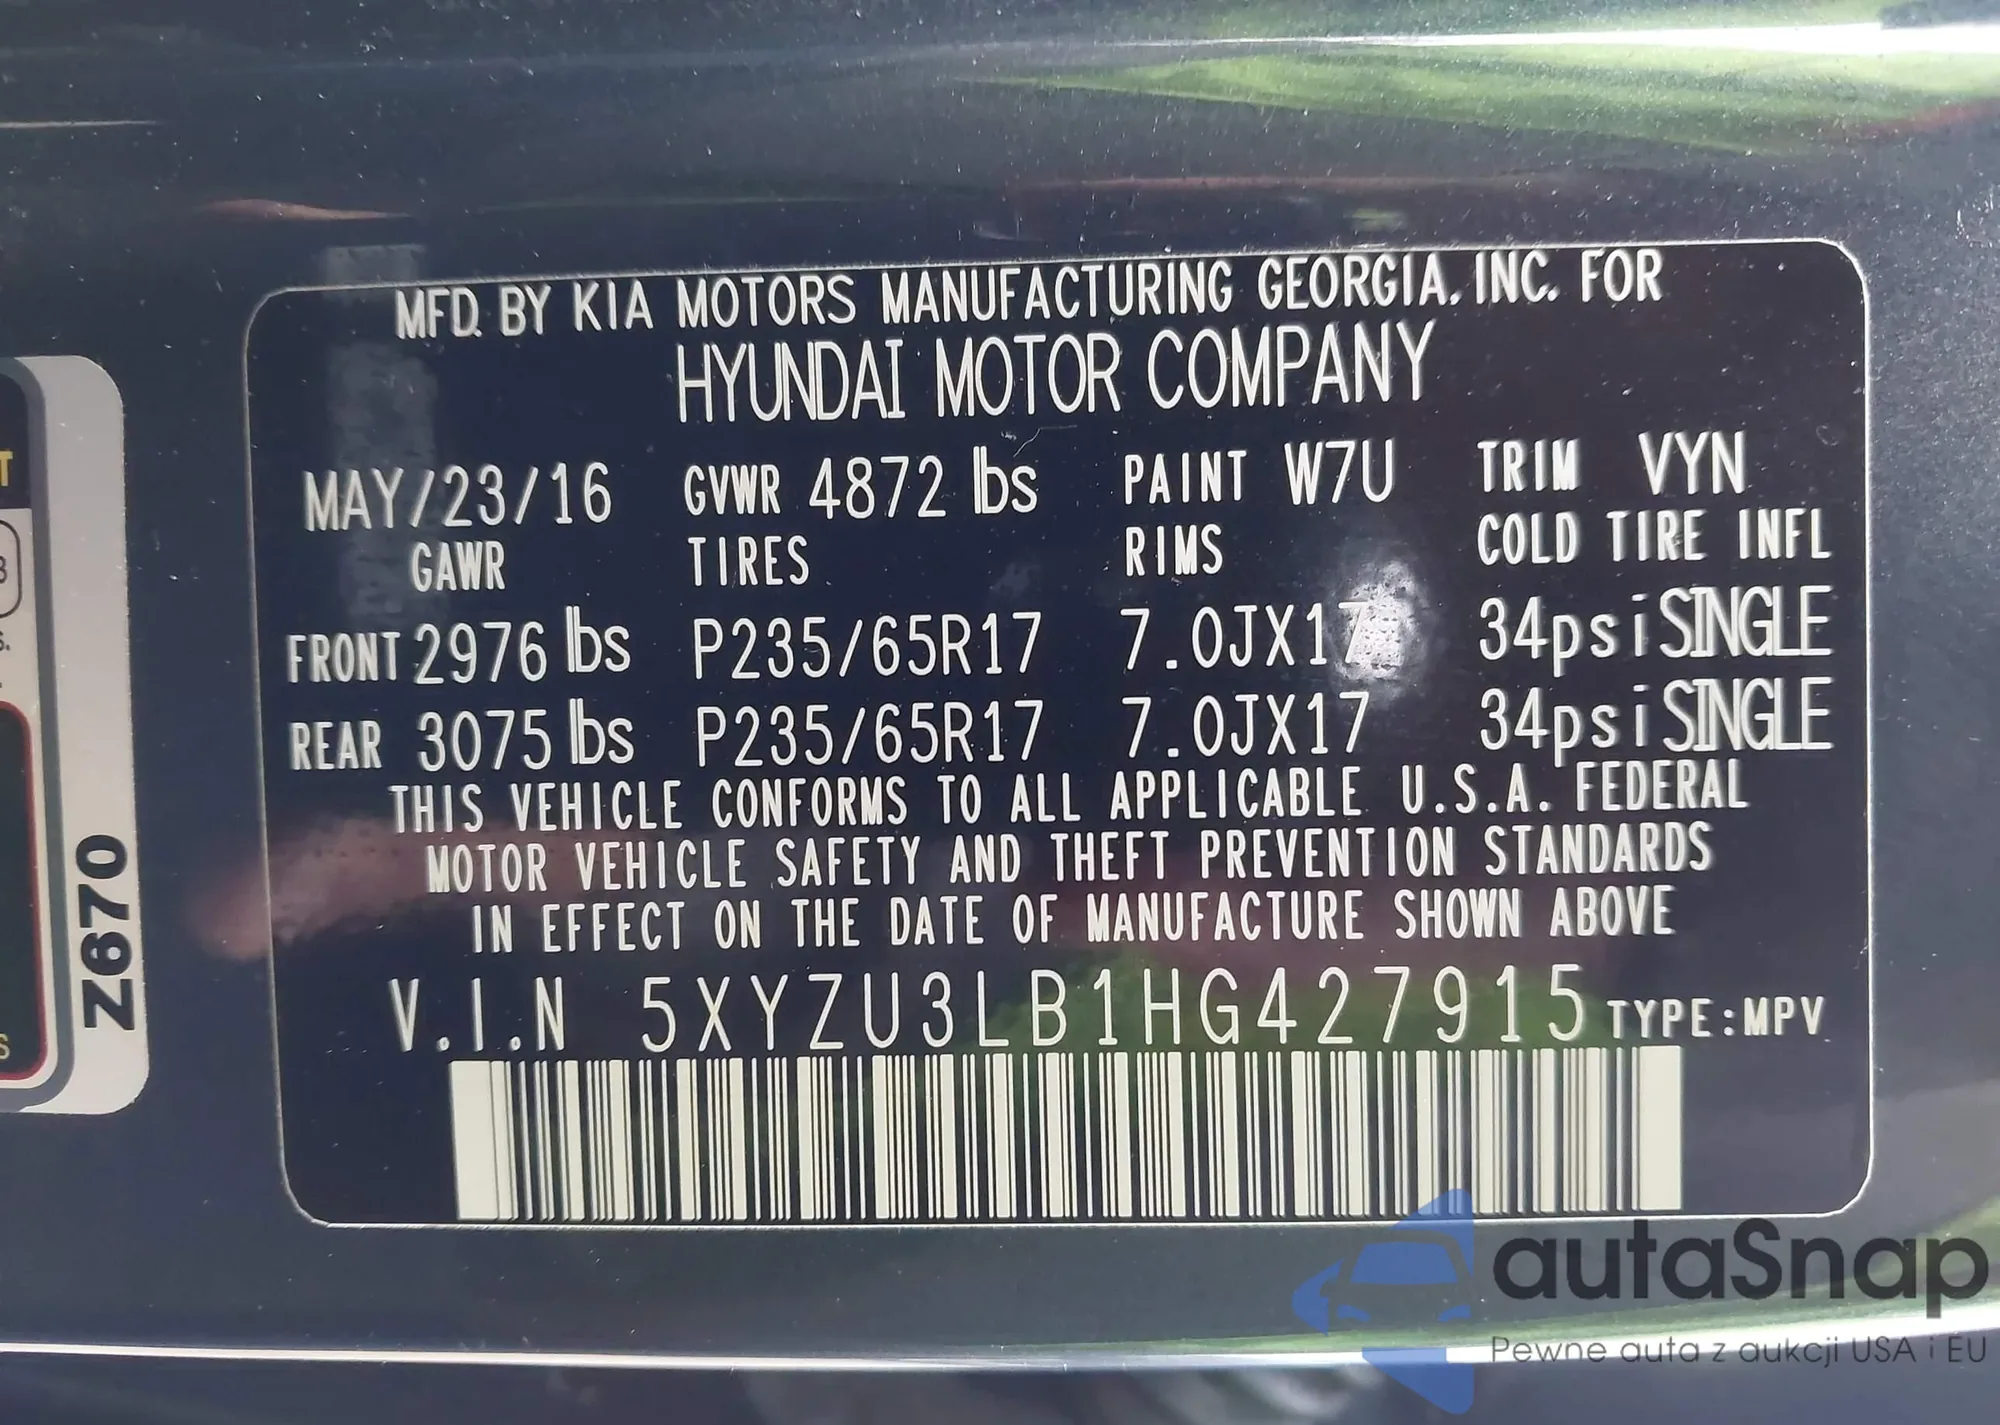 MFD. BY KIA MOTORS MANUFACTURING GEORGIA, INC. FOR
HYUNDAI MOTOR COMPANY
MAY/23/16 GVWR 4872 lbs PAINT W7U TRIM VYN
GAWR TIRES RIMS COLD TIRE INFL
FRONT 2976 lbs P235/65R17 7.0JX17 34psi SINGLE
REAR 3075 lbs P235/65R17 7.0JX17 34psi SINGLE
THIS VEHICLE CONFORMS TO ALL APPLICABLE U.S.A. FEDERAL
MOTOR VEHICLE SAFETY AND THEFT PREVENTION STANDARDS
IN EFFECT ON THE DATE OF MANUFACTURE SHOWN ABOVE
V.I.N 5XYZU3LB1HG427915 TYPE:MPV
Z670
autaSnap
Pewne auta z aukcji USA i EU